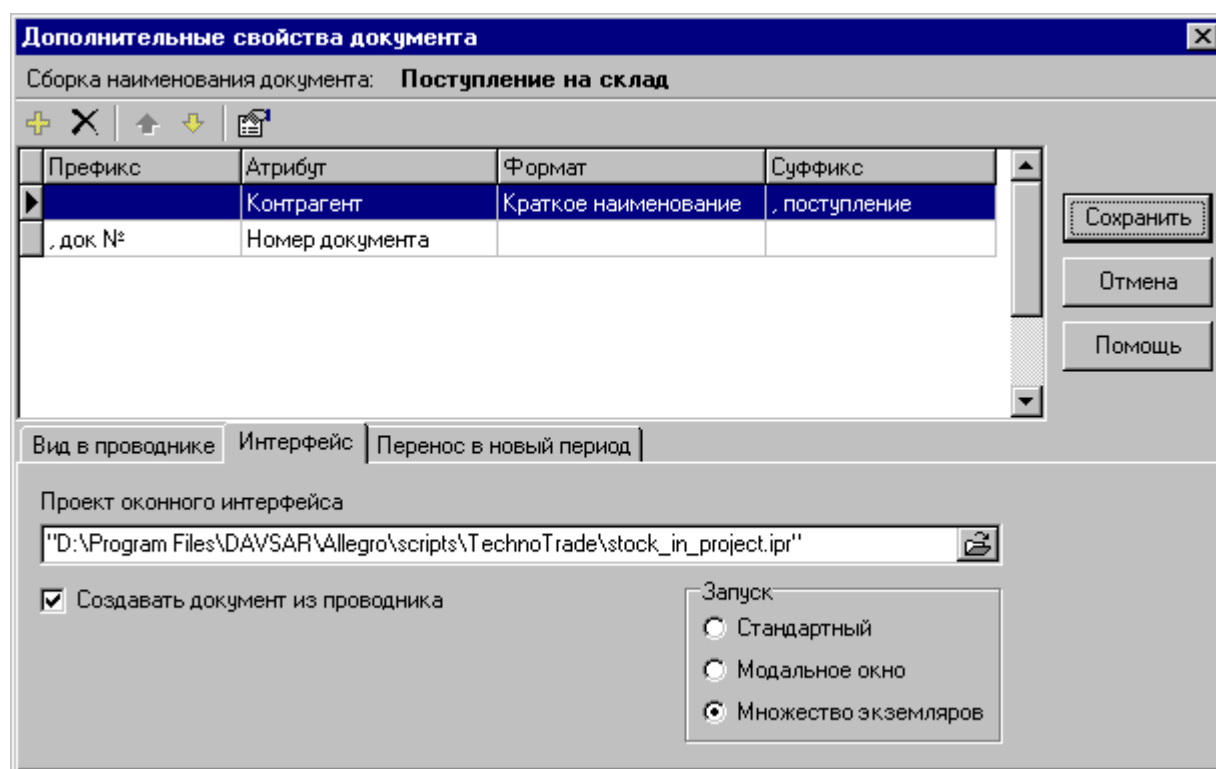 Дополнительные свойства документа
Сборка наименования документа: Поступление на склад
Префикс Атрибут Формат Суффикс
Контрагент Краткое наименование , поступление
, док № Номер документа
Сохранить
Отмена
Помощь
Вид в проводнике Интерфейс Перенос в новый период
Проект оконного интерфейса
"D:\Program Files\DAVSAR\Allegro\scripts\TechnoTrade\stock_in_project.ipr"
Создавать документ из проводника
Запуск
Стандартный
Модальное окно
Множество экземляров